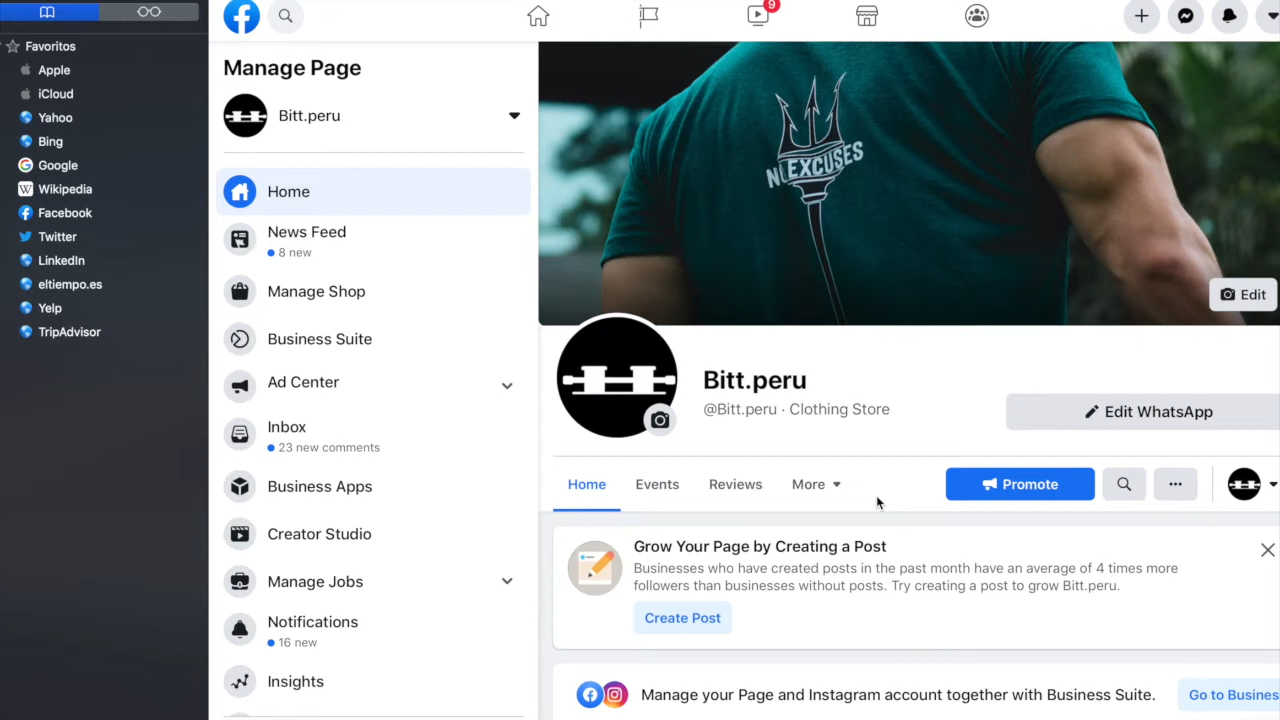 Favoritos
Apple
iCloud
Yahoo
Bing
Google
Wikipedia
Facebook
Twitter
LinkedIn
eltiempo.es
Yelp
TripAdvisor
9
Manage Page
Bitt.peru
Home
News Feed
8 new
Manage Shop
Business Suite
Ad Center
Inbox
23 new comments
Business Apps
Creator Studio
Manage Jobs
Notifications
16 new
Insights
NO EXCUSES
Edit
Bitt.peru
@Bitt.peru · Clothing Store
Edit WhatsApp
Home Events Reviews More
Promote
Grow Your Page by Creating a Post
Businesses who have created posts in the past month have an average of 4 times more
followers than businesses without posts. Try creating a post to grow Bitt.peru.
Create Post
Manage your Page and Instagram account together with Business Suite.
Go to Busines